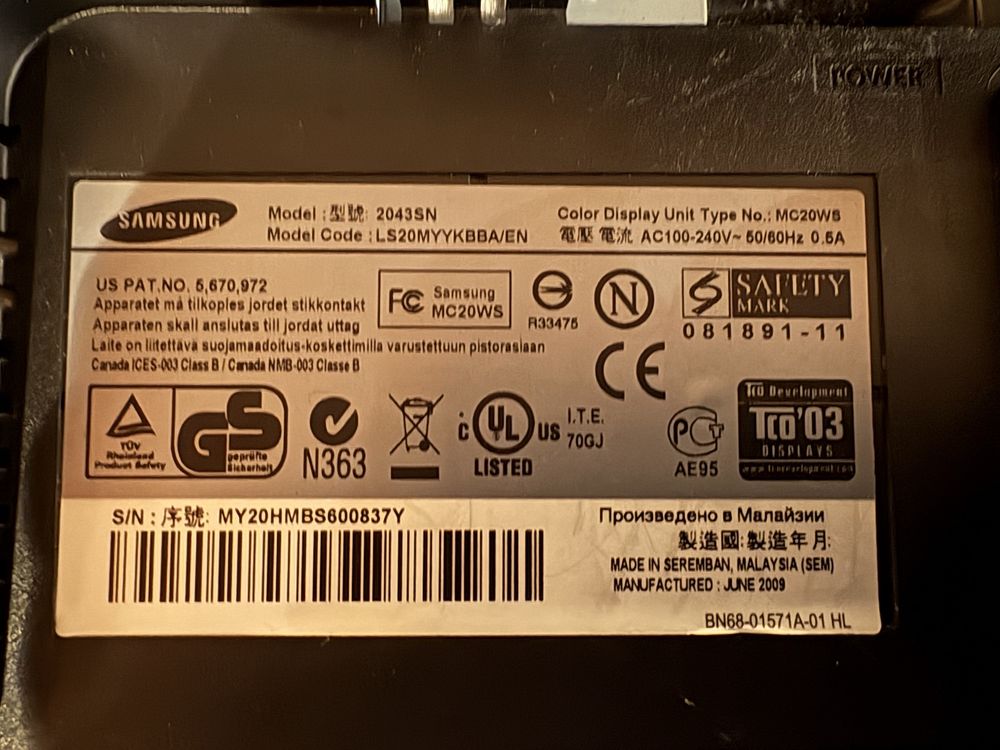 POWER
SAMSUNG
Model : 型號: 2043SN
Model Code : LS20MYYKBBA/EN
Color Display Unit Type No.: MC20WS
電壓 電流 AC100-240V~ 50/60Hz 0.5A
US PAT.NO. 5,670,972
Apparatet må tilkoples jordet stikkontakt
Apparaten skall anslutas till jordat uttag
Laite on liitettävä suojamaadoitus-koskettimilla varustettuun pistorasiaan
Canada ICES-003 Class B / Canada NMB-003 Classe B
FC Samsung
MC20WS
R33475
N
S SAFETY
MARK
081891-11
CE
TÜV
Rheinland
Product Safety
GS
geprüfte
Sicherheit
N363
c UL US
LISTED
I.T.E.
70GJ
PCT
AE95
TCO Development
TCO'03
DISPLAYS
www.tcodevelopment.com
S/N : 序號: MY20HMBS600837Y
Произведено в Малайзии
製造國: 製造年月:
MADE IN SEREMBAN, MALAYSIA (SEM)
MANUFACTURED : JUNE 2009
BN68-01571A-01 HL